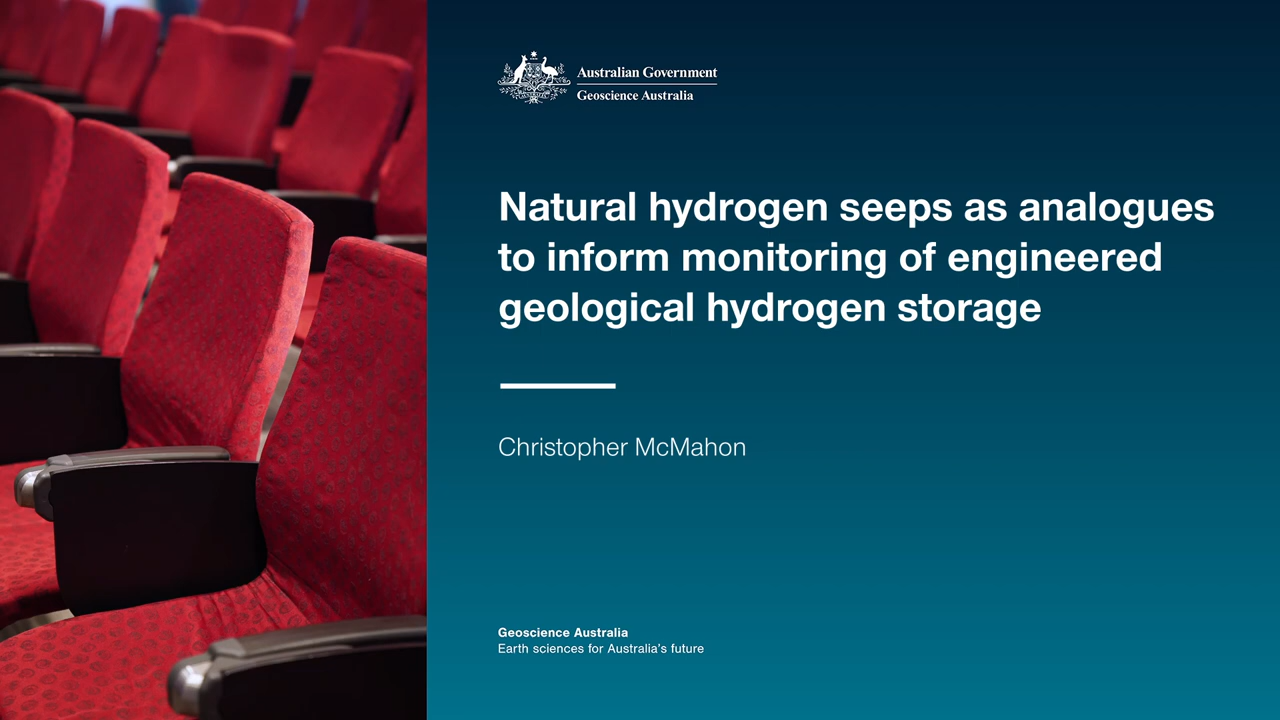 Australian Government
Geoscience Australia
Natural hydrogen seeps as analogues
to inform monitoring of engineered
geological hydrogen storage
Christopher McMahon
Geoscience Australia
Earth sciences for Australia's future